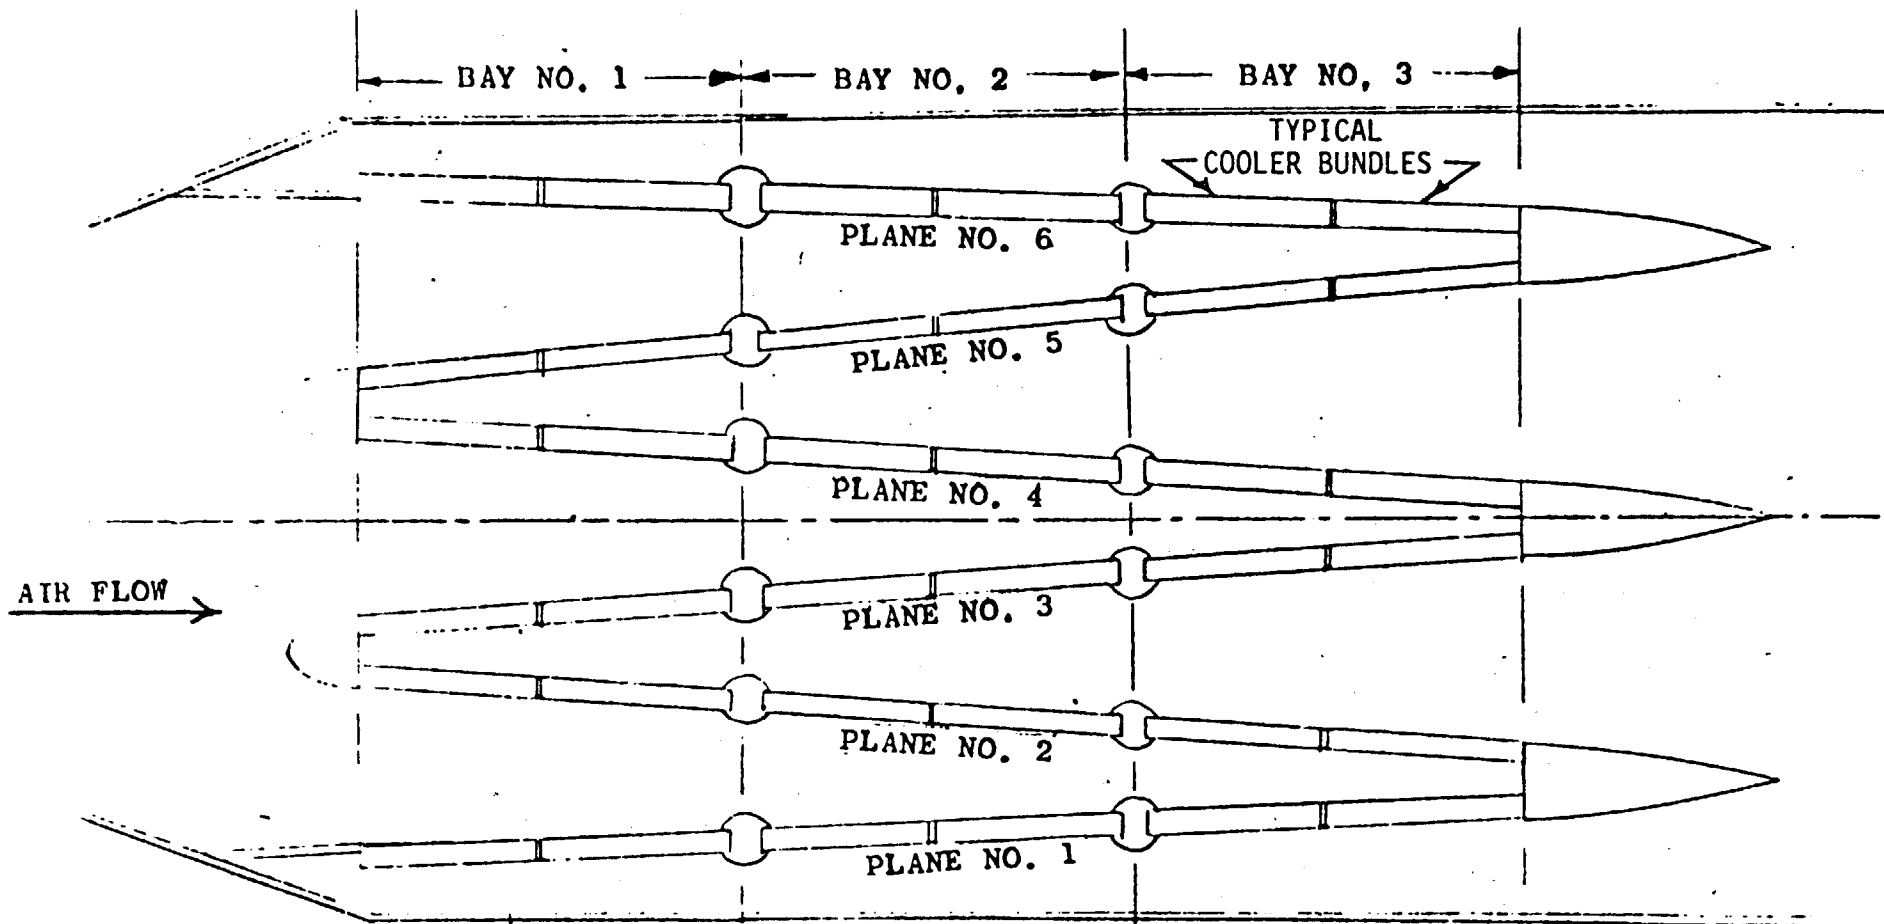 BAY NO. 1
BAY NO. 2
BAY NO. 3
TYPICAL
COOLER BUNDLES
PLANE NO. 6
PLANE NO. 5
PLANE NO. 4
AIR FLOW
PLANE NO. 3
PLANE NO. 2
PLANE NO. 1